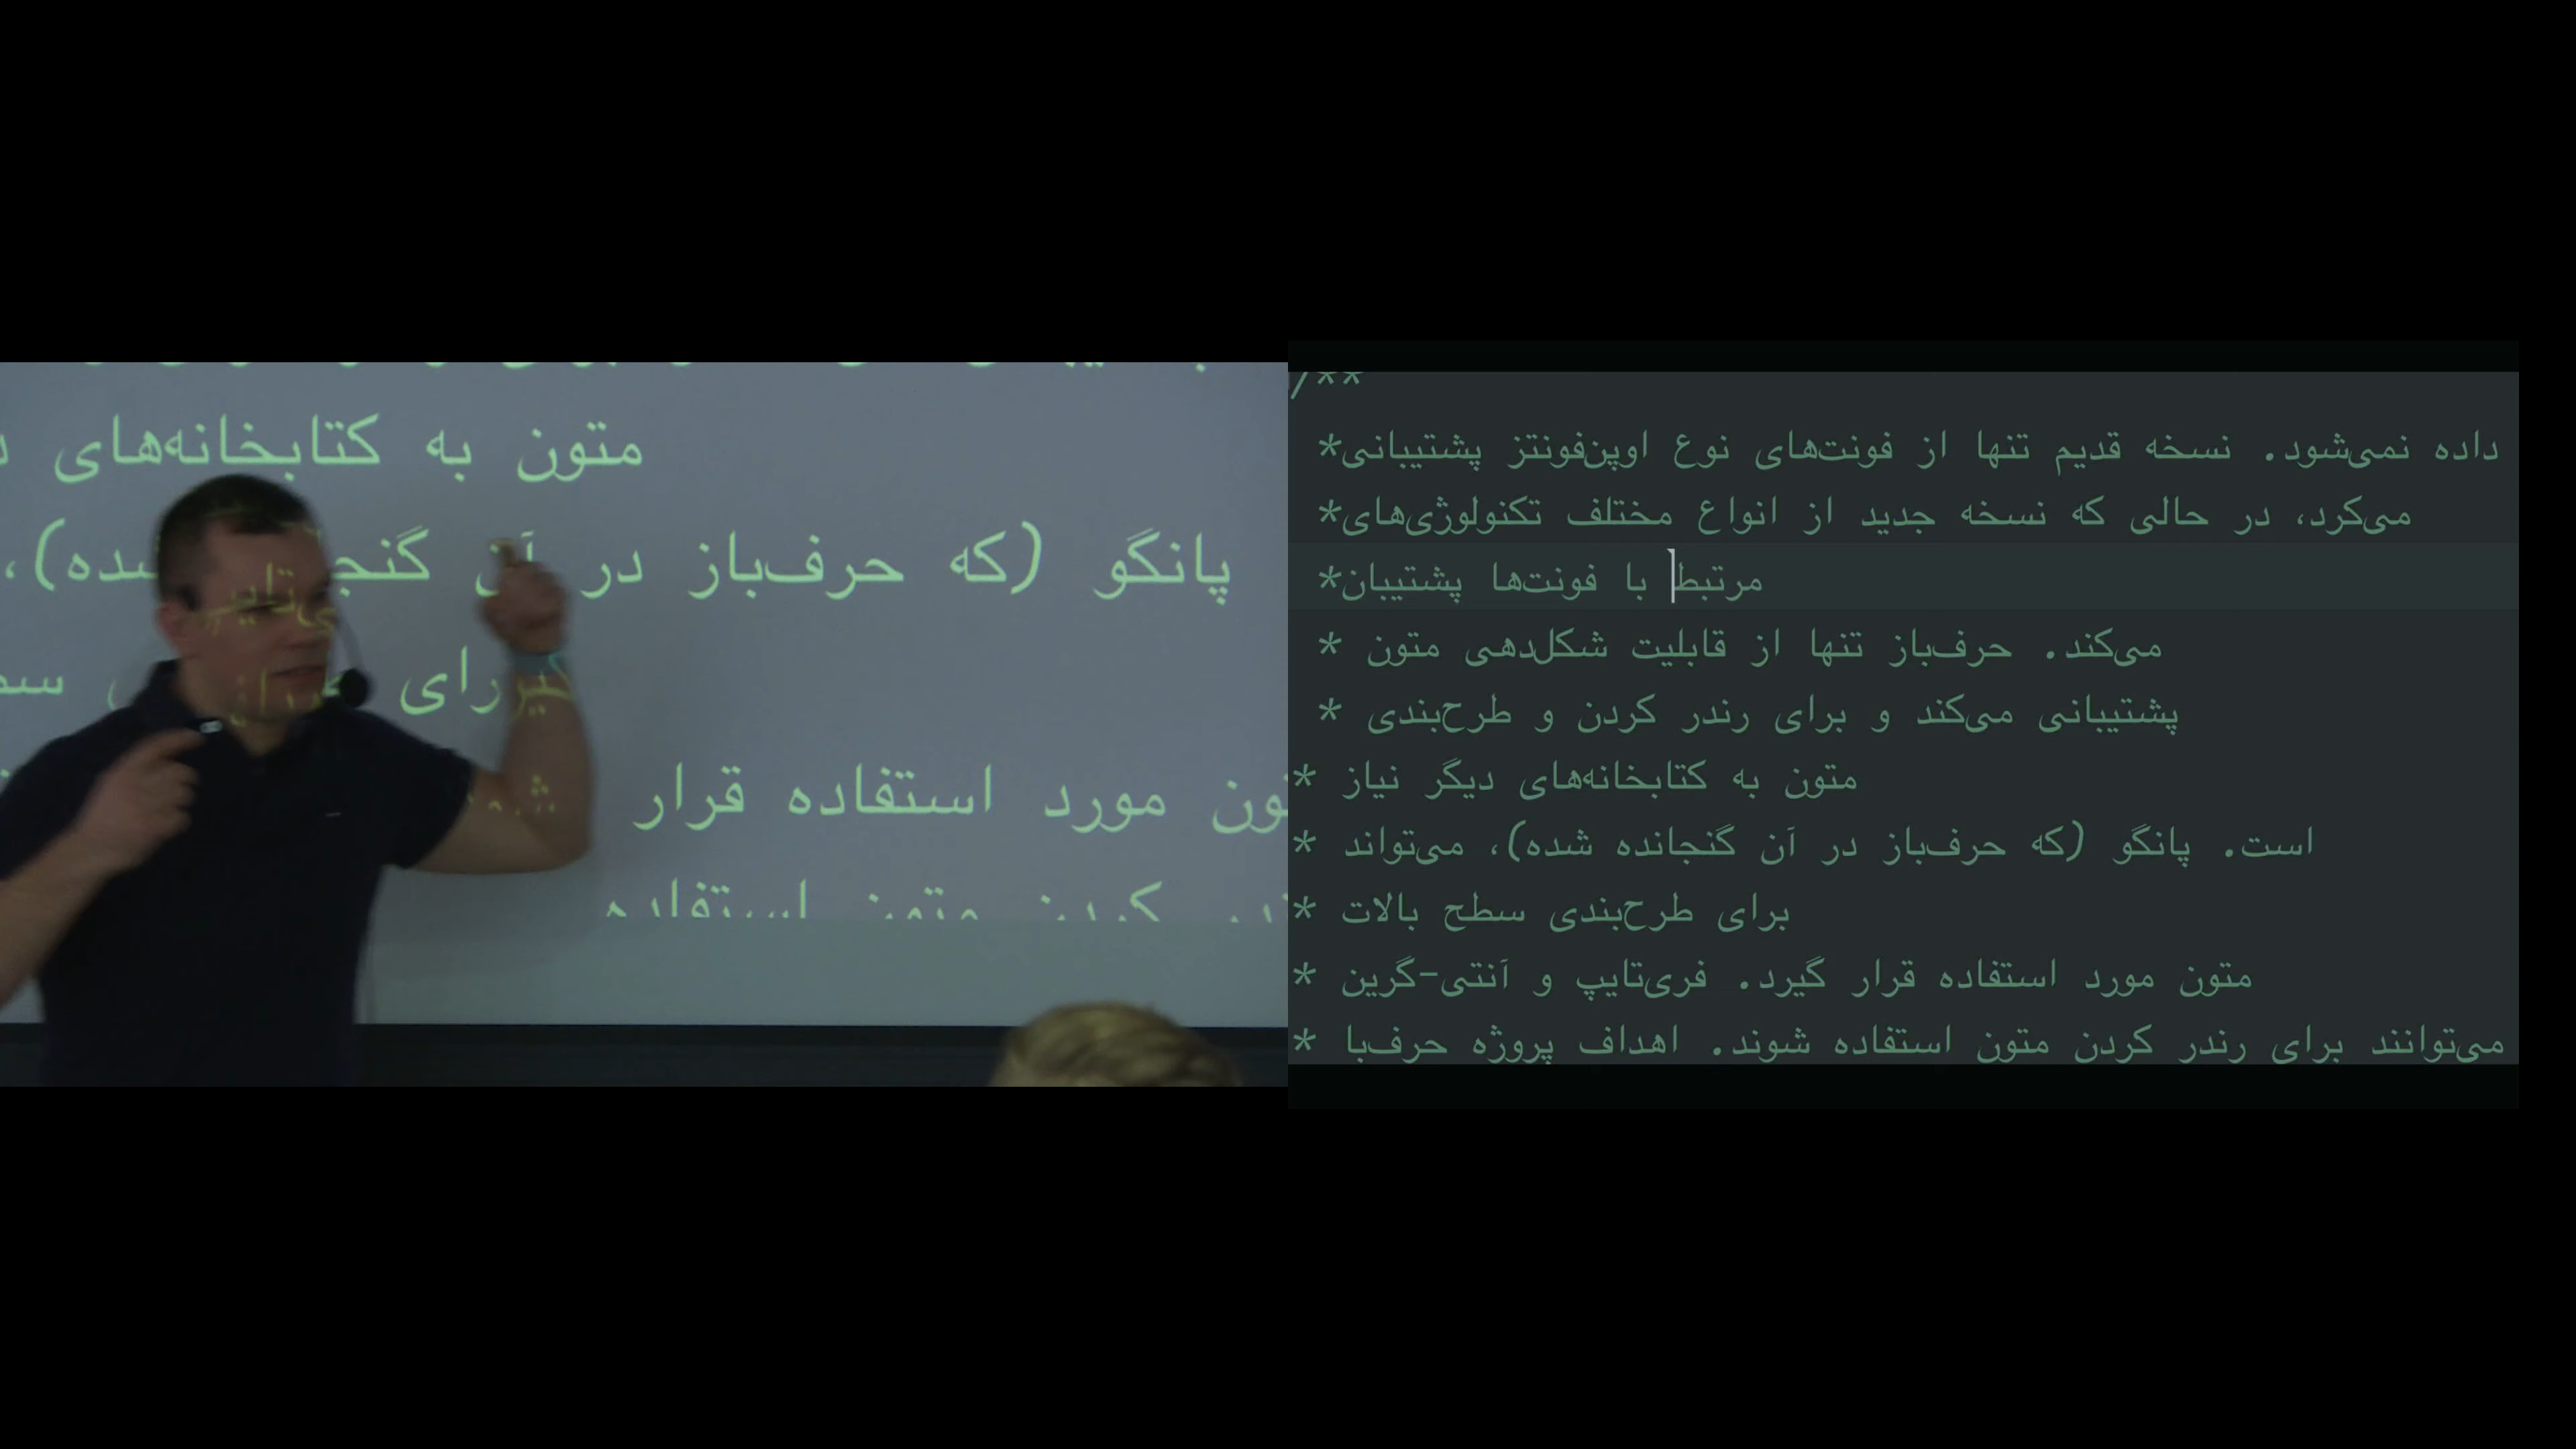 متون به کتابخانه‌های
پانگو (که حرف‌باز در آن
رای
ون مورد استفاده قرار
کردن متون استفاده
/**
*داده نمی‌شود. نسخه قدیم تنها از فونت‌های نوع اوپن‌فونتز پشتیبانی
*می‌کرد، در حالی که نسخه جدید از انواع مختلف تکنولوژی‌های
*مرتبط با فونت‌ها پشتیبان
* می‌کند. حرف‌باز تنها از قابلیت شکل‌دهی متون
* پشتیبانی می‌کند و برای رندر کردن و طرح‌بندی
* متون به کتابخانه‌های دیگر نیاز
* است. پانگو (که حرف‌باز در آن گنجانده شده)، می‌تواند
* برای طرح‌بندی سطح بالات
* متون مورد استفاده قرار گیرد. فری‌تایپ و آنتی-گرین
* می‌توانند برای رندر کردن متون استفاده شوند. اهداف پروژه حرف‌با